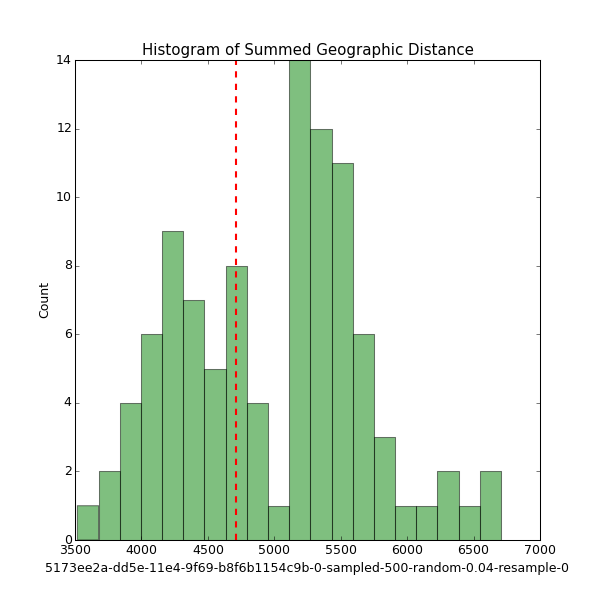 Histogram of Summed Geographic Distance
14
12
10
8
6
4
2
0
Count
3500 4000 4500 5000 5500 6000 6500 7000
5173ee2a-dd5e-11e4-9f69-b8f6b1154c9b-0-sampled-500-random-0.04-resample-0